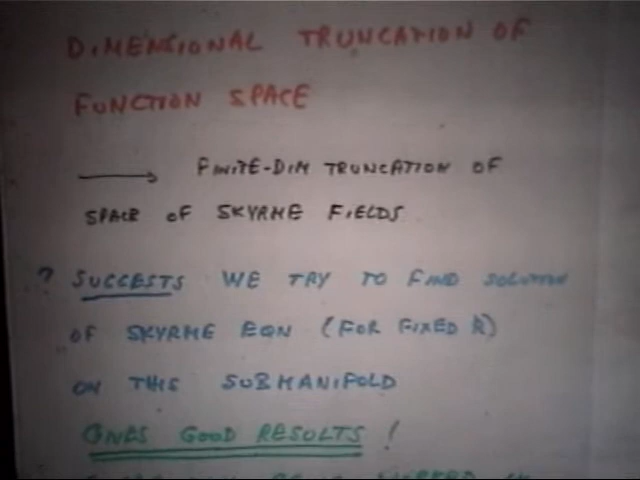 DIMENSIONAL TRUNCATION OF
FUNCTION SPACE
→ FINITE-DIM TRUNCATION OF
SPACE OF SKYRME FIELDS
? SUGGESTS WE TRY TO FIND SOLUTION
OF SKYRME EQN (FOR FIXED k)
ON THIS SUBMANIFOLD
GIVES GOOD RESULTS!